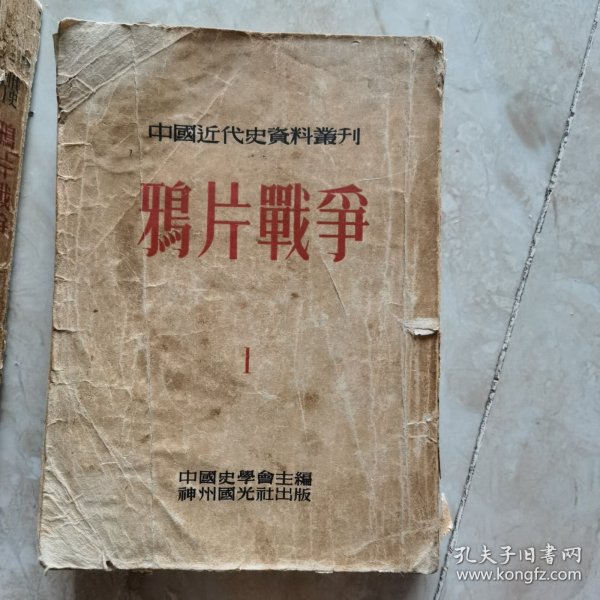 中國近代史資料叢刊
鴉片戰爭
1
中國史學會主編
神州國光社出版
孔夫子旧书网
www.kongfz.com